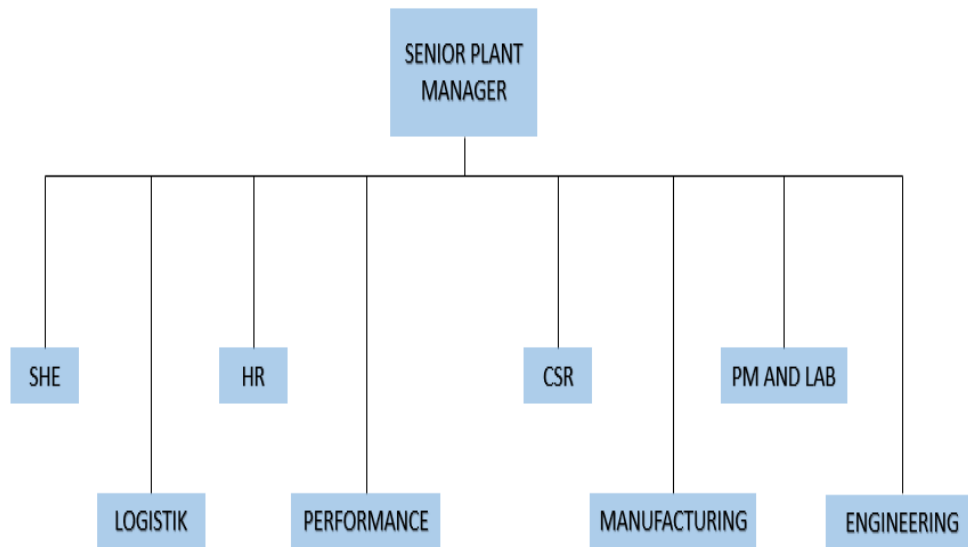 SENIOR PLANT
MANAGER
SHE
HR
CSR
PM AND LAB
LOGISTIK
PERFORMANCE
MANUFACTURING
ENGINEERING